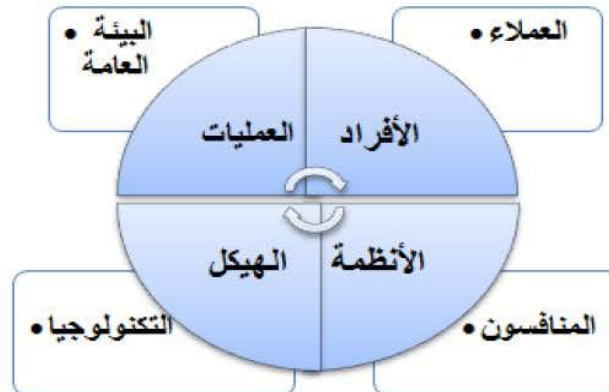 العملاء •
البيئة •
العامة
الأفراد
العمليات
الأنظمة
الهيكل
المنافسون •
التكنولوجيا •